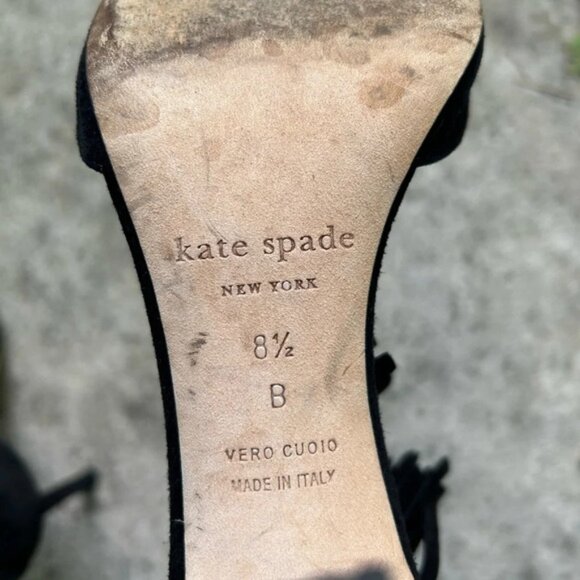 kate spade
NEW YORK
8½
B
VERO CUOIO
MADE IN ITALY